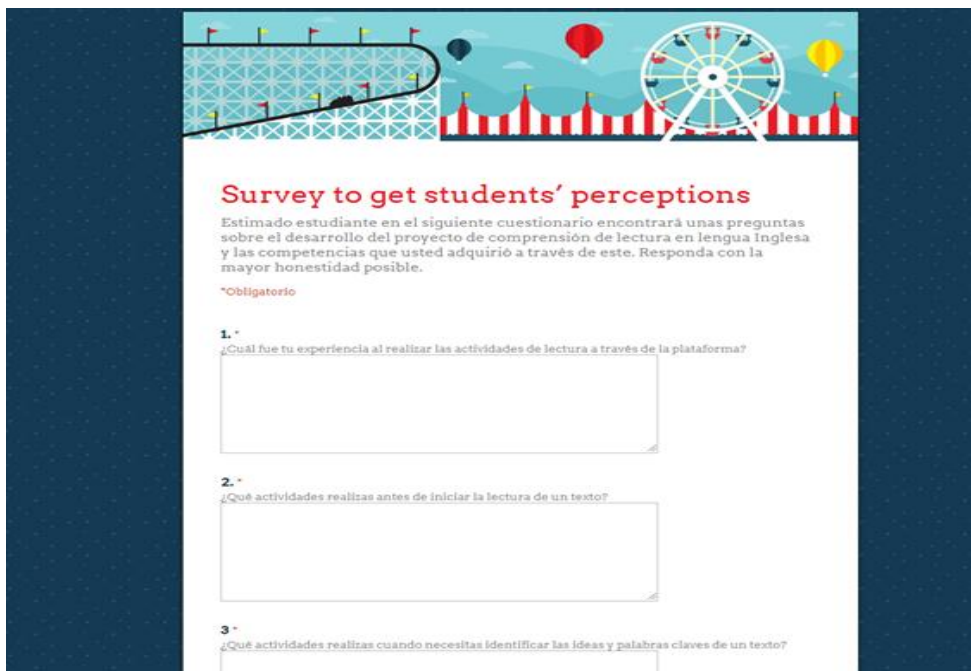 Survey to get students' perceptions
Estimado estudiante en el siguiente cuestionario encontrará unas preguntas
sobre el desarrollo del proyecto de comprensión de lectura en lengua Inglesa
y las competencias que usted adquirió a través de este. Responda con la
mayor honestidad posible.
*Obligatorio
1. *
¿Cuál fue tu experiencia al realizar las actividades de lectura a través de la plataforma?
2. *
¿Qué actividades realizas antes de iniciar la lectura de un texto?
3 *
¿Qué actividades realizas cuando necesitas identificar las ideas y palabras claves de un texto?